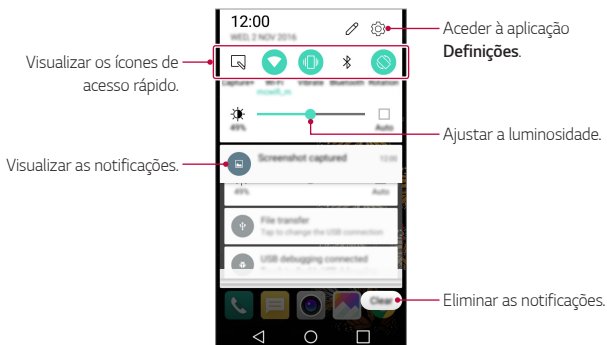 12:00
WED, 2 NOV 2016
Aceder à aplicação
Definições.
Visualizar os ícones de
acesso rápido.
Capture+ Wi-Fi Vibrate Bluetooth Rotation
mowifi_m
49% Auto
Ajustar a luminosidade.
Visualizar as notificações.
Screenshot captured 12:00
49% Auto
File transfer
Tap to change the USB connection
USB debugging connected
Clear
Eliminar as notificações.